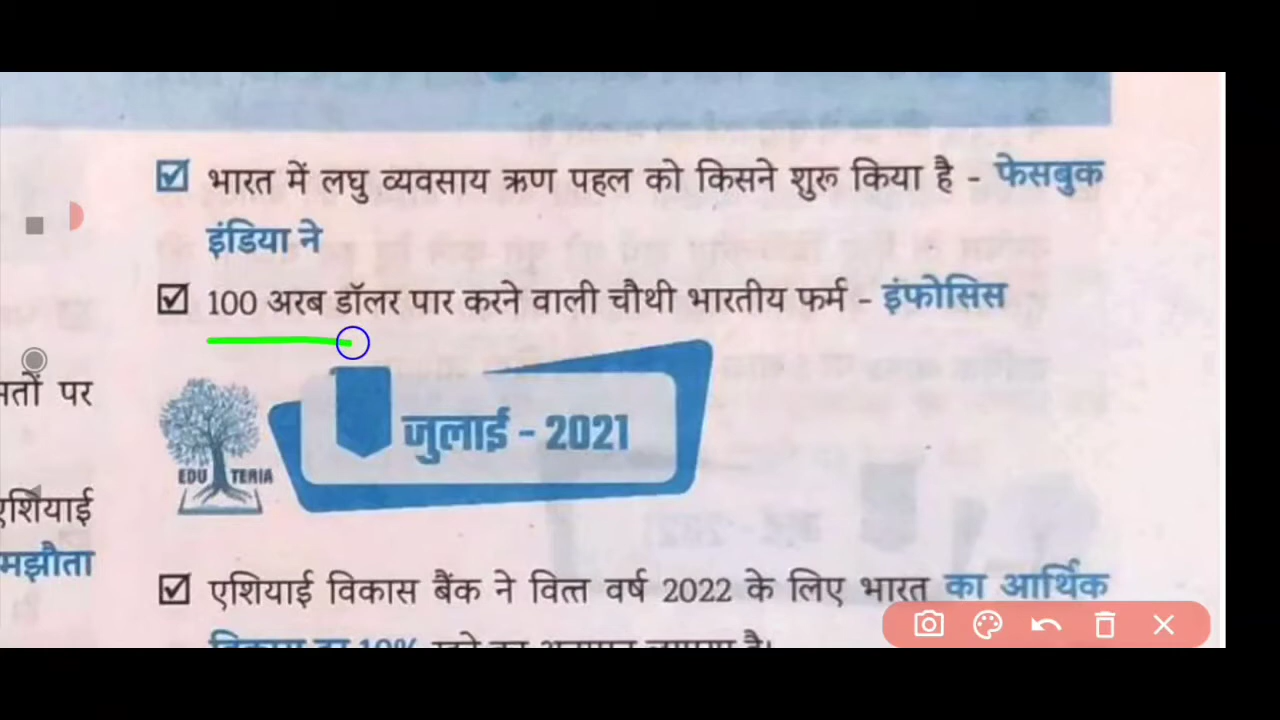 भारत में लघु व्यवसाय ऋण पहल को किसने शुरू किया है - फेसबुक
इंडिया ने
100 अरब डॉलर पार करने वाली चौथी भारतीय फर्म - इंफोसिस
तों पर
जुलाई - 2021
EDU TERIA
एशियाई
मझौता
एशियाई विकास बैंक ने वित्त वर्ष 2022 के लिए भारत का आर्थिक